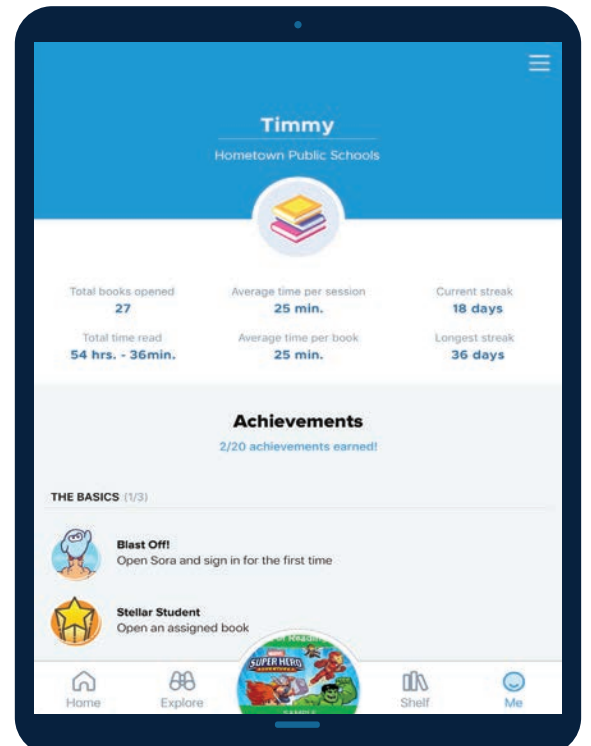 Timmy
Hometown Public Schools
Total books opened
27
Average time per session
25 min.
Current streak
18 days
Total time read
54 hrs. - 36min.
Average time per book
25 min.
Longest streak
36 days
Achievements
2/20 achievements earned!
THE BASICS (1/3)
Blast Off!
Open Sora and sign in for the first time
Stellar Student
Open an assigned book
MARVEL
SUPER HERO
ADVENTURES
SAMPLE
Home
Explore
Shelf
Me